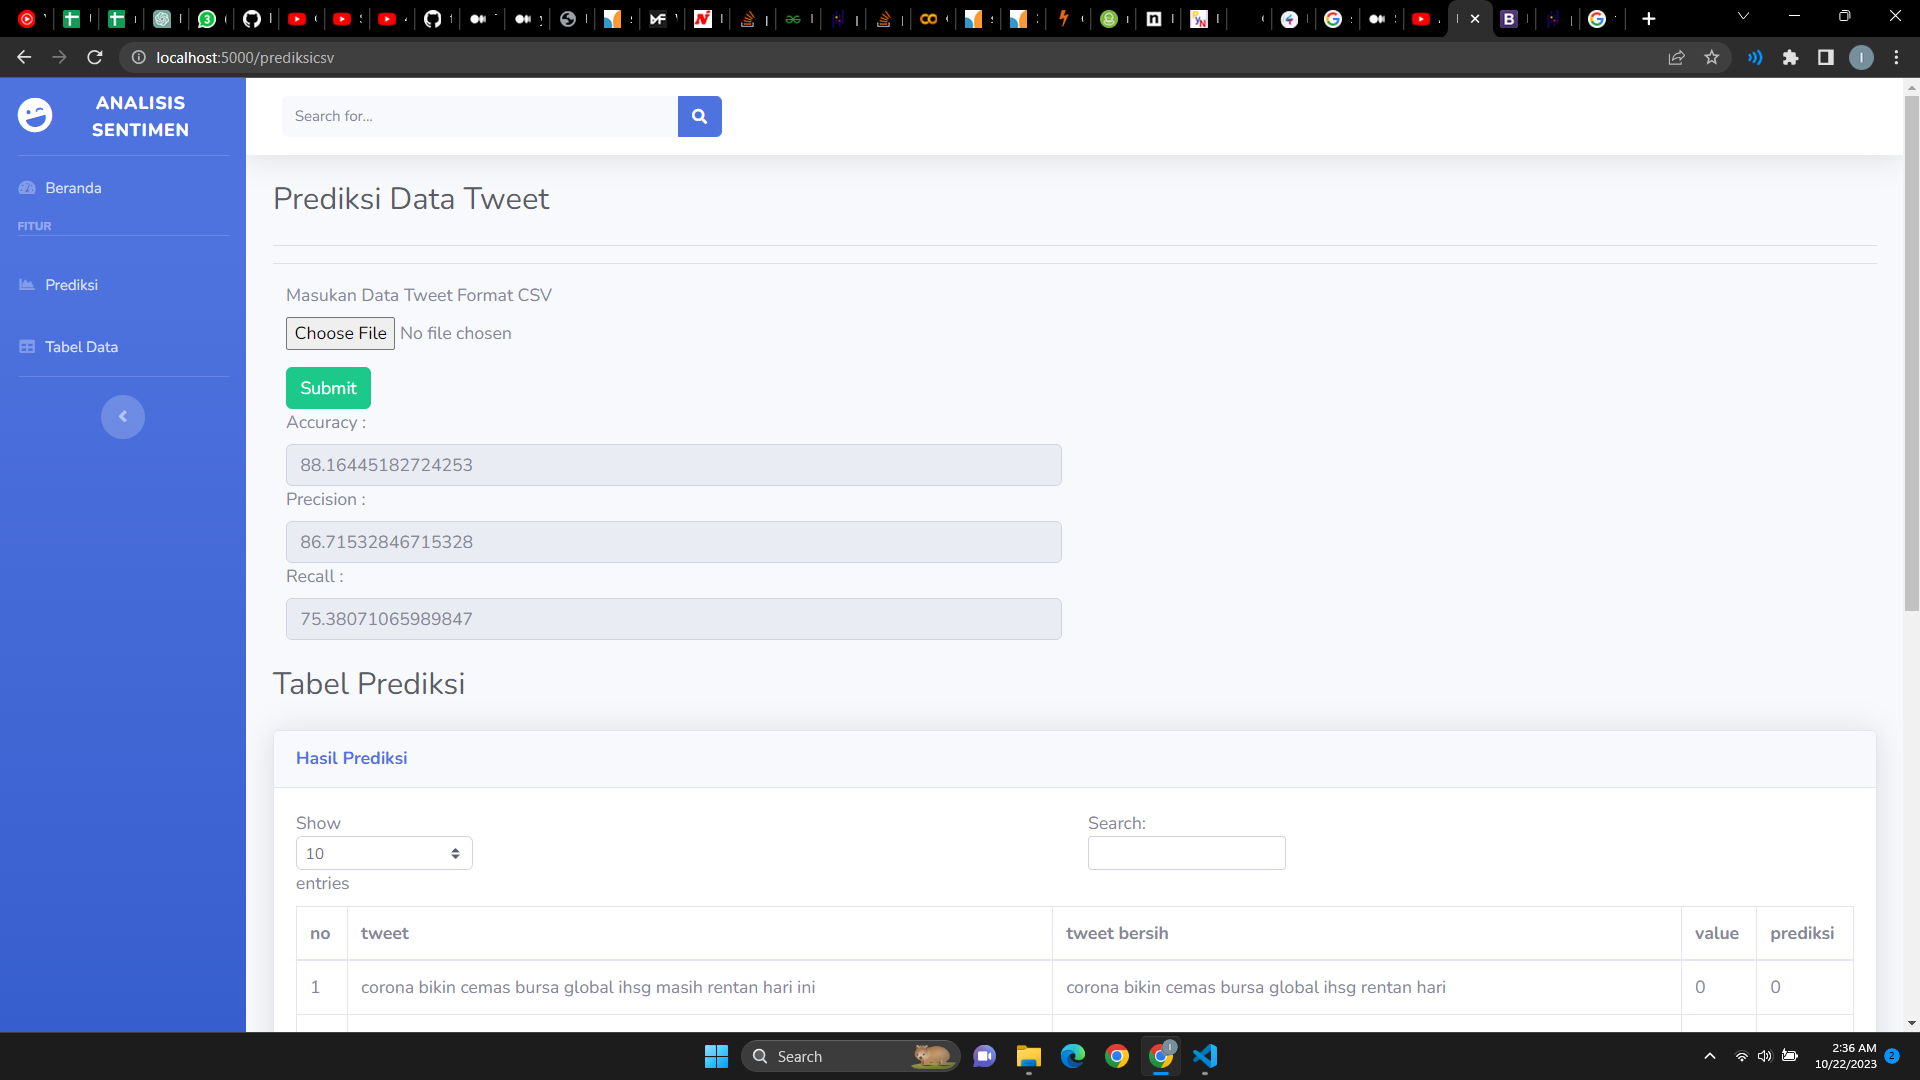 localhost:5000/prediksicsv
ANALISIS
SENTIMEN
Beranda
FITUR
Prediksi
Tabel Data
Search for...
Prediksi Data Tweet
Masukan Data Tweet Format CSV
Choose File No file chosen
Submit
Accuracy :
88.16445182724253
Precision :
86.71532846715328
Recall :
75.38071065989847
Tabel Prediksi
Hasil Prediksi
Show
10
entries
Search:
no tweet tweet bersih value prediksi
1 corona bikin cemas bursa global ihsg masih rentan hari ini corona bikin cemas bursa global ihsg rentan hari 0 0
Search
2:36 AM
10/22/2023
2